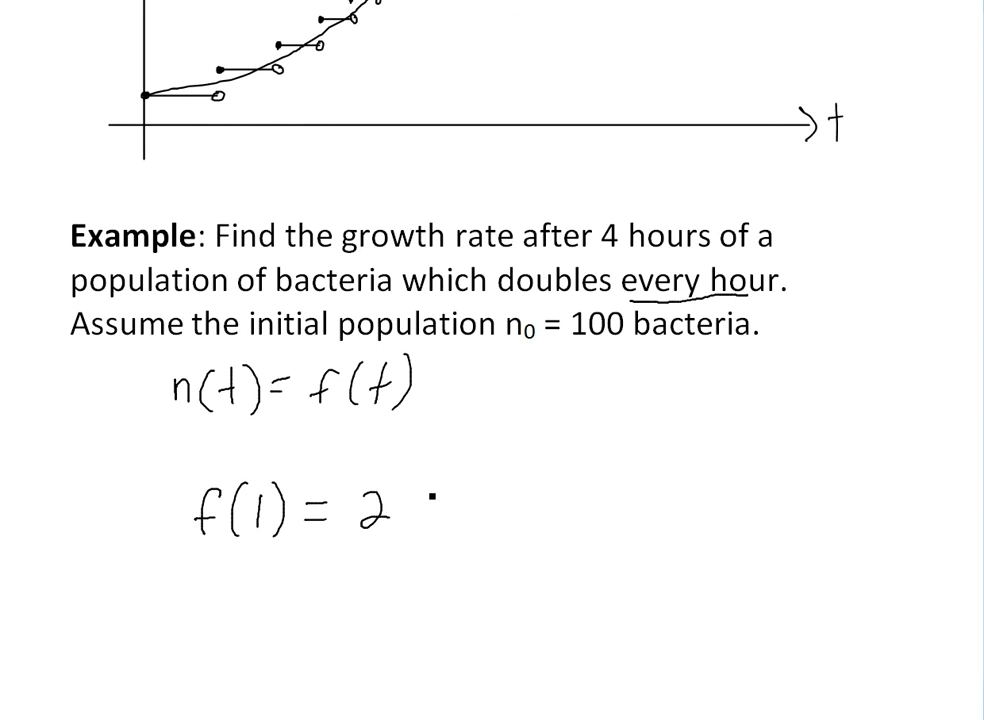 t
Example: Find the growth rate after 4 hours of a
population of bacteria which doubles every hour.
Assume the initial population n₀ = 100 bacteria.
n(t) = f(t)
f(1) = 2 ·